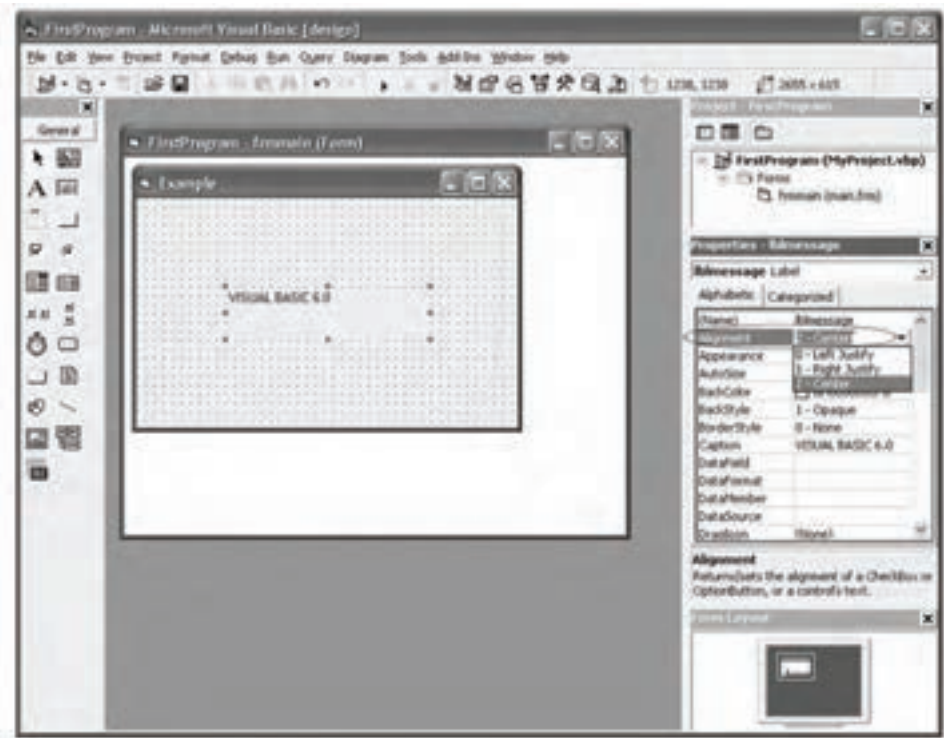 FirstProgram - Microsoft Visual Basic [design]
File Edit View Project Format Debug Run Query Diagram Tools Add-Ins Window Help
1238, 1238 2655 x 615
General
FirstProgram - frmmain (Form)
Example
VISUAL BASIC 6.0
Project - FirstProgram
FirstProgram (MyProject.vbp)
Forms
frmmain (main.frm)
Properties - lblmessage
lblmessage Label
Alphabetic Categorized
(Name) lblmessage
Alignment 2 - Center
0 - Left Justify
1 - Right Justify
2 - Center
Appearance
AutoSize
BackColor
BackStyle 1 - Opaque
BorderStyle 0 - None
Caption VISUAL BASIC 6.0
DataField
DataFormat
DataMember
DataSource
DragIcon (None)
Alignment
Returns/sets the alignment of a CheckBox or
OptionButton, or a control's text.
Form Layout